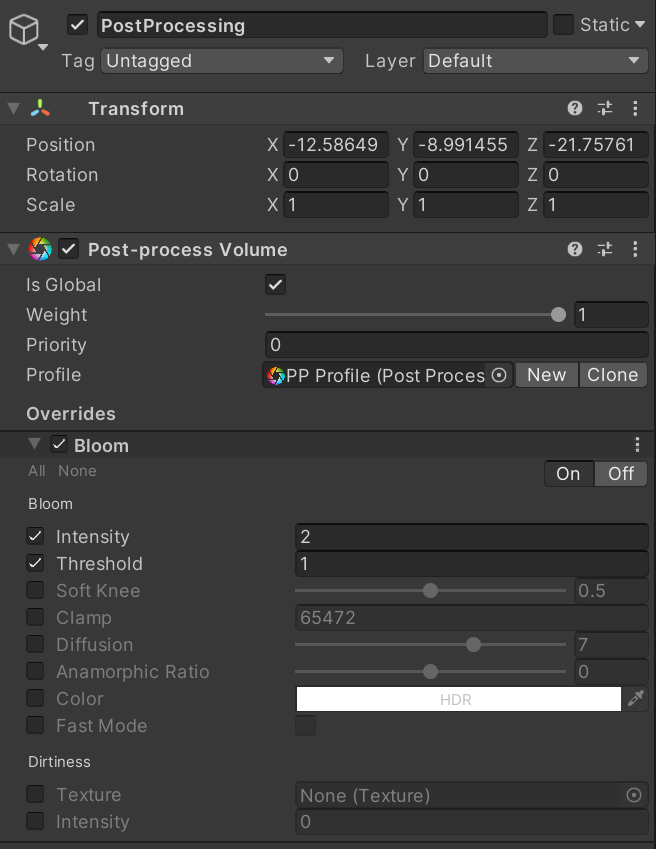 PostProcessing Static
Tag Untagged Layer Default
Transform
Position X -12.58649 Y -8.991455 Z -21.75761
Rotation X 0 Y 0 Z 0
Scale X 1 Y 1 Z 1
Post-process Volume
Is Global
Weight 1
Priority 0
Profile PP Profile (Post Proces New Clone
Overrides
Bloom
All None On Off
Bloom
Intensity 2
Threshold 1
Soft Knee 0.5
Clamp 65472
Diffusion 7
Anamorphic Ratio 0
Color HDR
Fast Mode
Dirtiness
Texture None (Texture)
Intensity 0